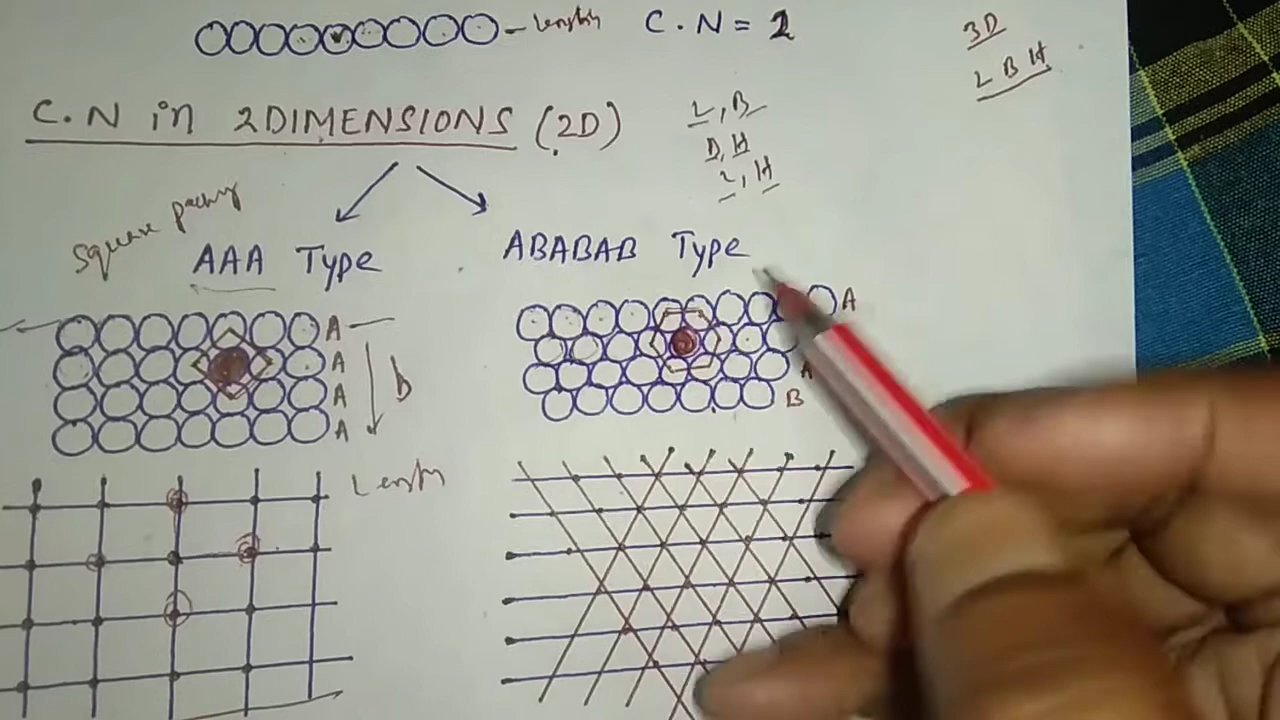 Length C.N = 2
3D
L B H
C.N in 2DIMENSIONS (2D)
L, B
B, H
L, H
Square packing
AAA Type
ABABAB Type
A
A
A
A
b
A
A
B
Length